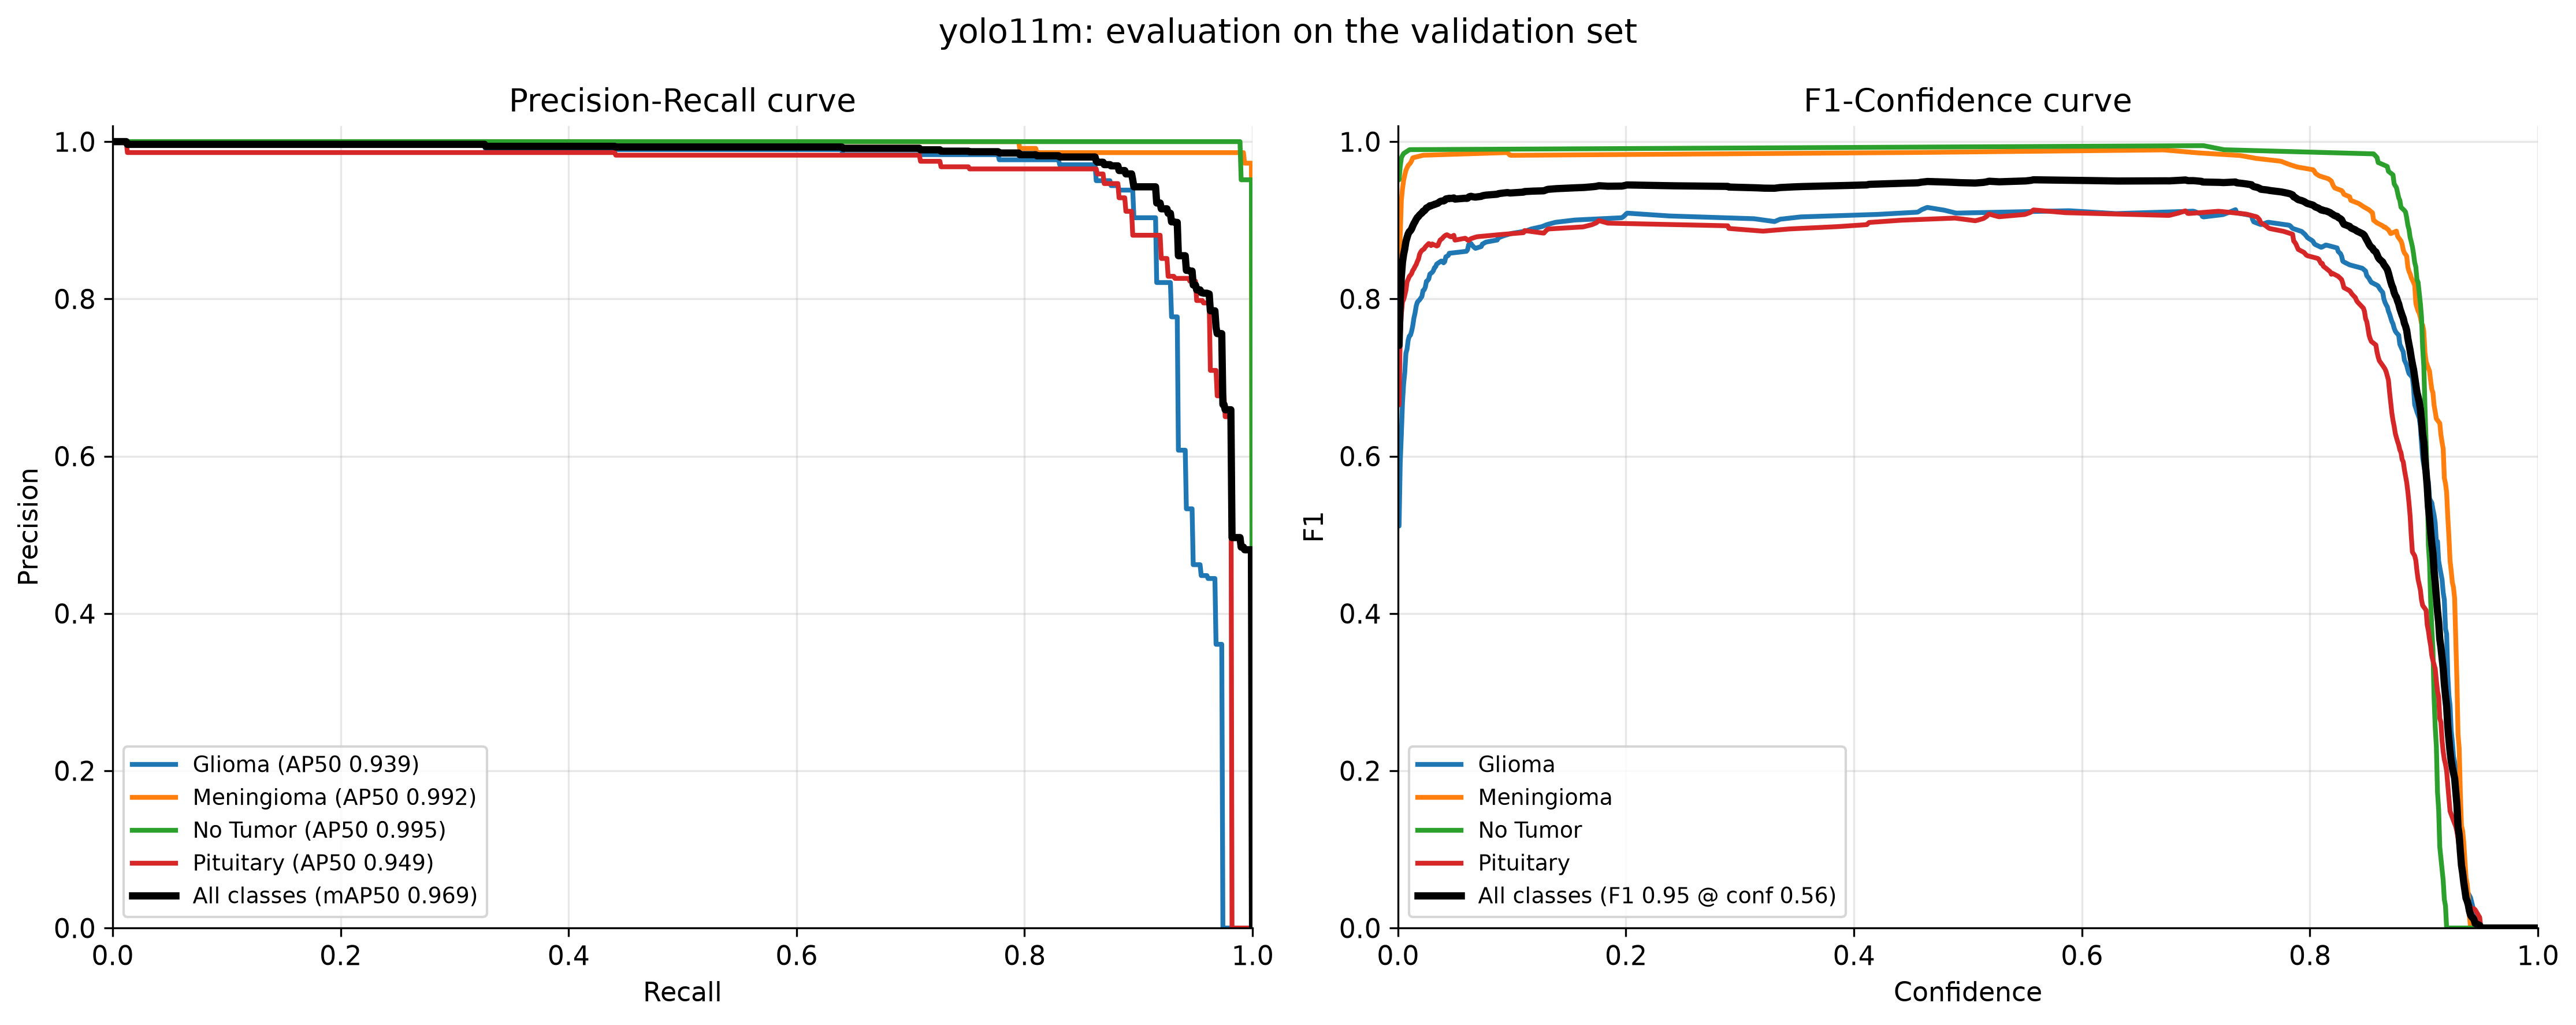 yolo11m: evaluation on the validation set
Precision-Recall curve
Precision
1.0
0.8
0.6
0.4
0.2
0.0
Glioma (AP50 0.939)
Meningioma (AP50 0.992)
No Tumor (AP50 0.995)
Pituitary (AP50 0.949)
All classes (mAP50 0.969)
0.0 0.2 0.4 0.6 0.8 1.0
Recall
F1-Confidence curve
F1
1.0
0.8
0.6
0.4
0.2
0.0
Glioma
Meningioma
No Tumor
Pituitary
All classes (F1 0.95 @ conf 0.56)
0.0 0.2 0.4 0.6 0.8 1.0
Confidence